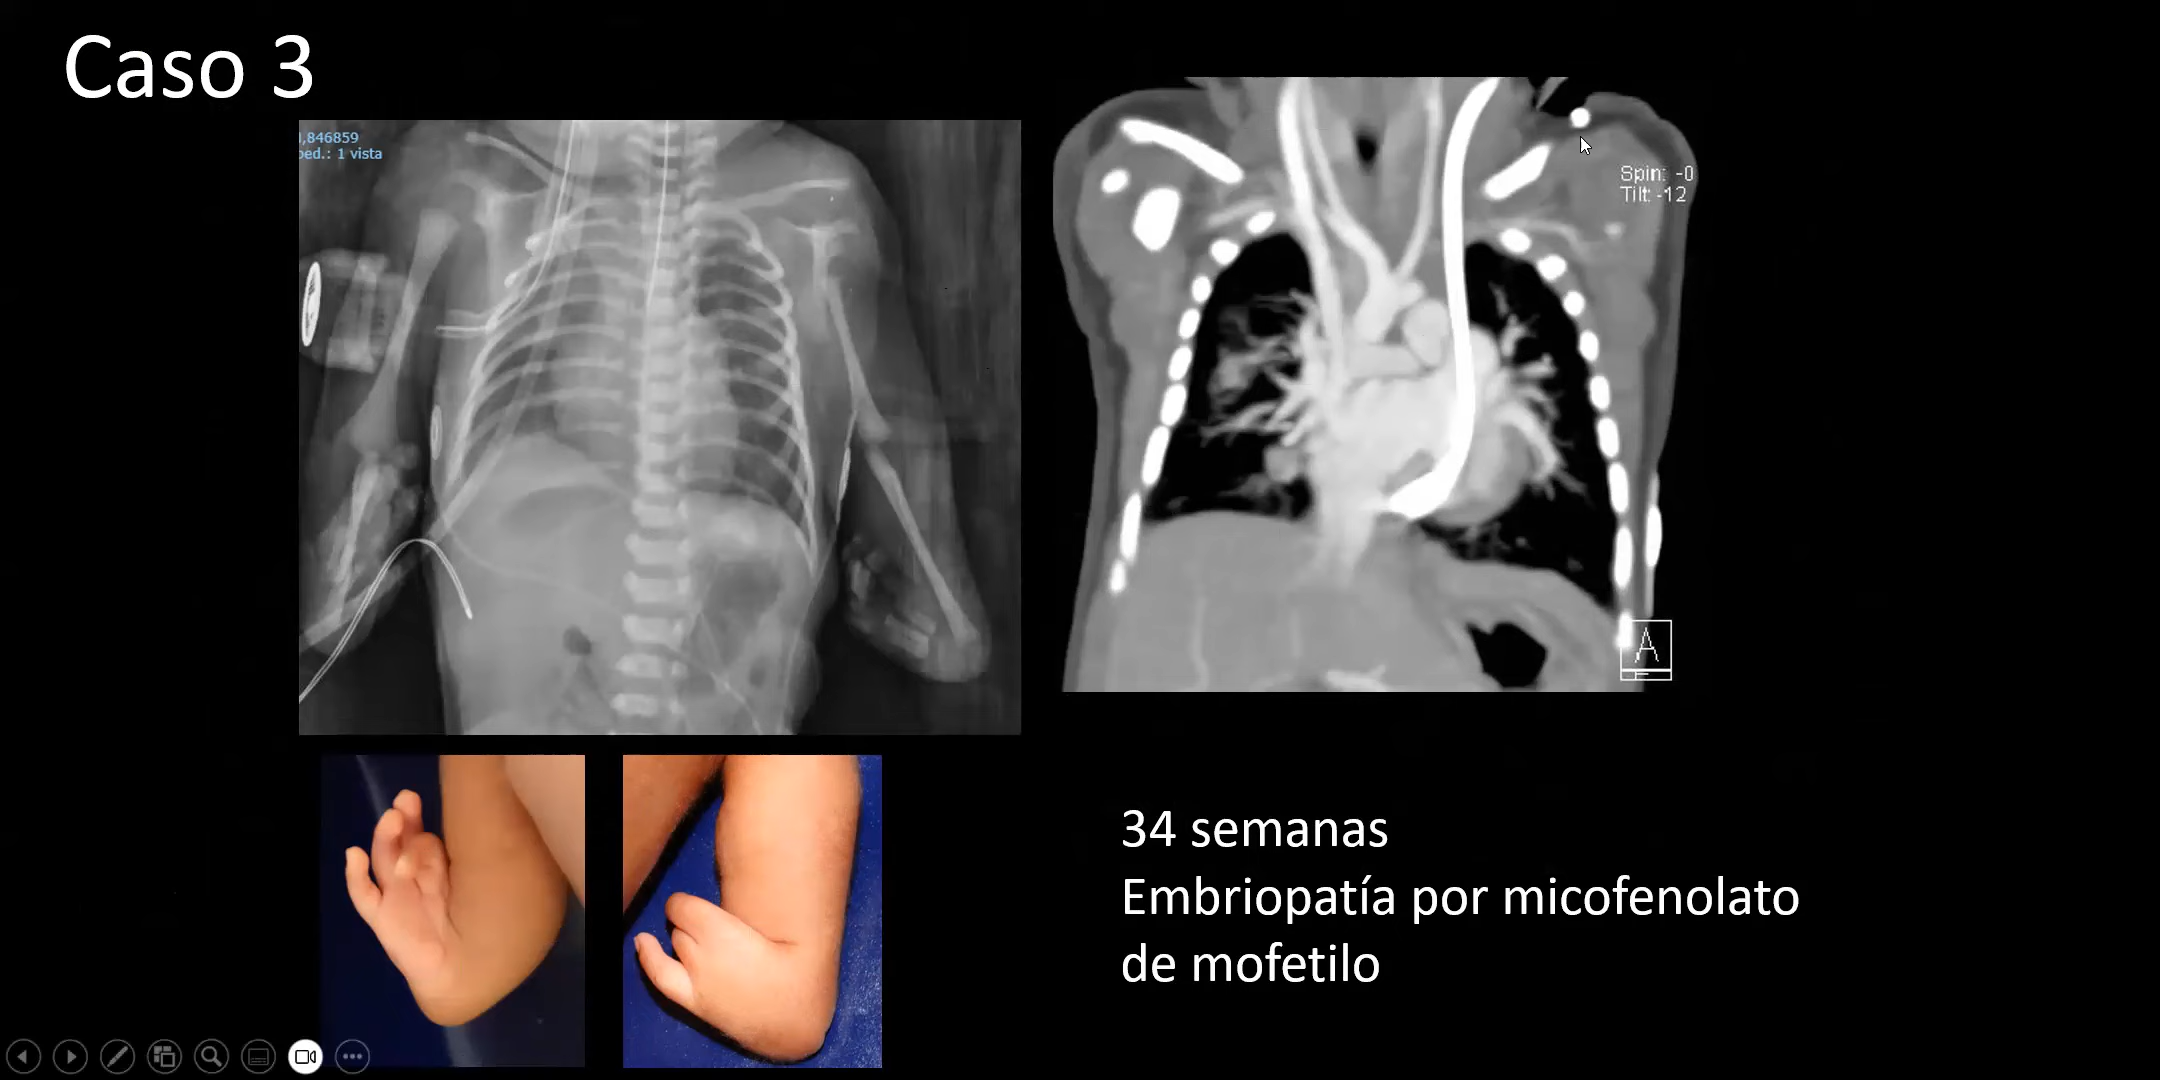 Caso 3
,846859
ped.: 1 vista
Spin: -0
Tilt: -12
A
34 semanas
Embriopatía por micofenolato
de mofetilo